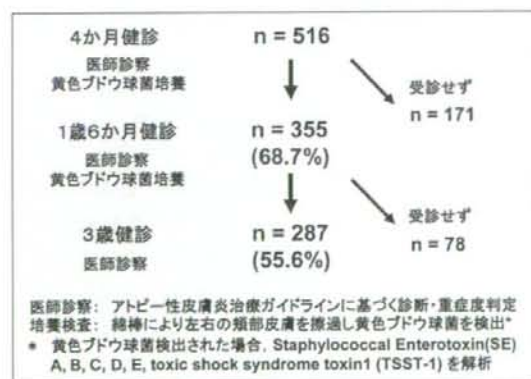 4か月健診 n = 516
医師診察
黄色ブドウ球菌培養
受診せず
n = 171
1歳6か月健診 n = 355
医師診察 (68.7%)
黄色ブドウ球菌培養
受診せず
n = 78
3歳健診 n = 287
医師診察 (55.6%)
医師診察: アトピー性皮膚炎治療ガイドラインに基づく診断・重症度判定
培養検査: 綿棒により左右の頬部皮膚を擦過し黄色ブドウ球菌を検出*
* 黄色ブドウ球菌検出された場合, Staphylococcal Enterotoxin(SE)
A, B, C, D, E, toxic shock syndrome toxin1 (TSST-1) を解析